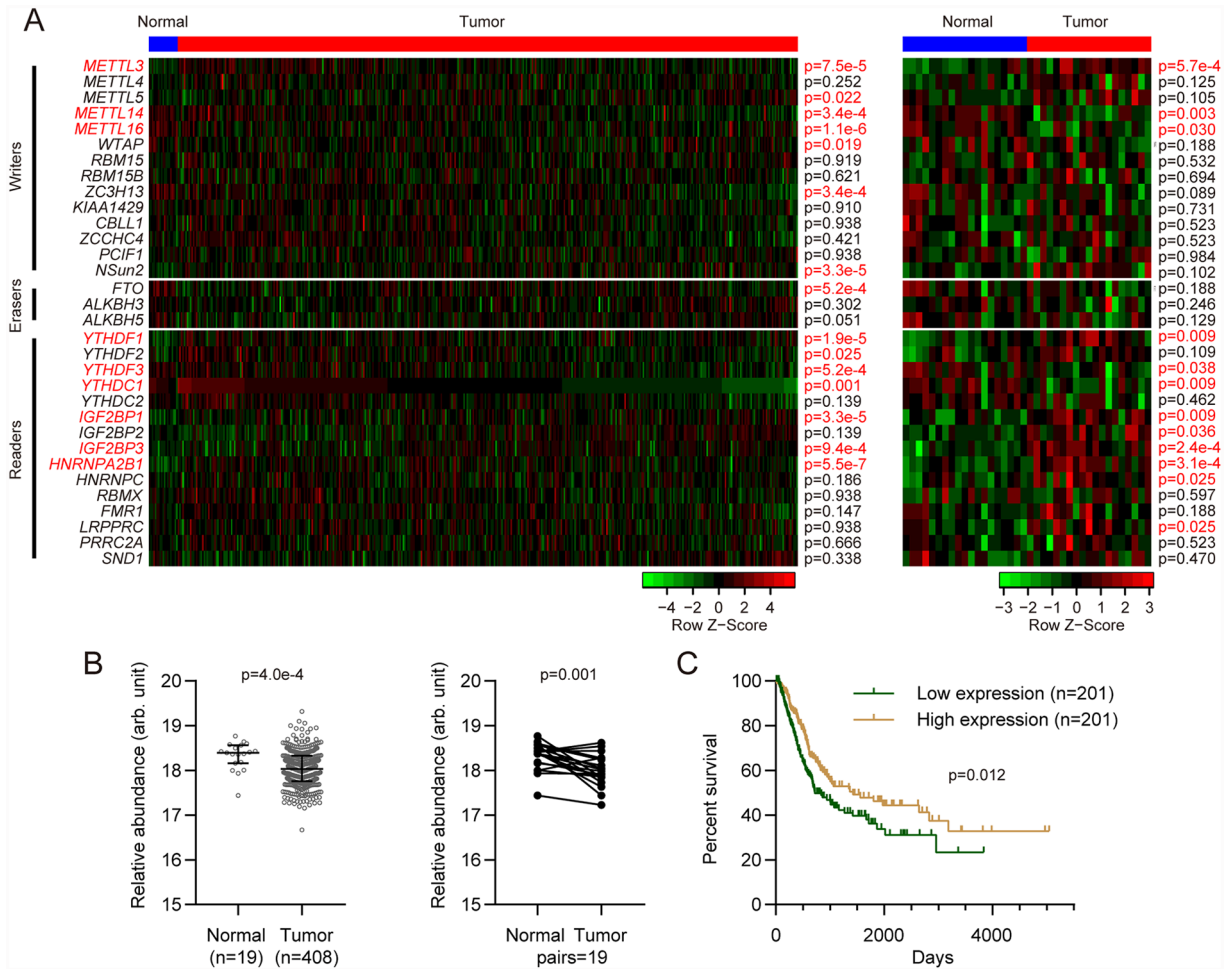 A
Normal Tumor Normal Tumor
Writers
METTL3 p=7.5e-5 p=5.7e-4
METTL4 p=0.252 p=0.125
METTL5 p=0.022 p=0.105
METTL14 p=3.4e-4 p=0.003
METTL16 p=1.1e-6 p=0.030
WTAP p=0.019 p=0.188
RBM15 p=0.919 p=0.532
RBM15B p=0.621 p=0.694
ZC3H13 p=3.4e-4 p=0.089
KIAA1429 p=0.910 p=0.731
CBLL1 p=0.938 p=0.523
ZCCHC4 p=0.421 p=0.523
PCIF1 p=0.938 p=0.984
NSun2 p=3.3e-5 p=0.102
Erasers
FTO p=5.2e-4 p=0.188
ALKBH3 p=0.302 p=0.246
ALKBH5 p=0.051 p=0.129
Readers
YTHDF1 p=1.9e-5 p=0.009
YTHDF2 p=0.025 p=0.109
YTHDF3 p=5.2e-4 p=0.038
YTHDC1 p=0.001 p=0.009
YTHDC2 p=0.139 p=0.462
IGF2BP1 p=3.3e-5 p=0.009
IGF2BP2 p=0.139 p=0.036
IGF2BP3 p=9.4e-4 p=2.4e-4
HNRNPA2B1 p=5.5e-7 p=3.1e-4
HNRNPC p=0.186 p=0.025
RBMX p=0.938 p=0.597
FMR1 p=0.147 p=0.188
LRPPRC p=0.938 p=0.025
PRRC2A p=0.666 p=0.523
SND1 p=0.338 p=0.470
−4 −2 0 2 4 −3 −2 −1 0 1 2 3
Row Z−Score Row Z−Score
B
Relative abundance (arb. unit)
p=4.0e-4
20
19
18
17
16
15
Normal Tumor
(n=19) (n=408)
Relative abundance (arb. unit)
p=0.001
20
19
18
17
16
15
Normal Tumor
pairs=19
C
Percent survival
100
80
60
40
20
0
Low expression (n=201)
High expression (n=201)
p=0.012
0 2000 4000
Days